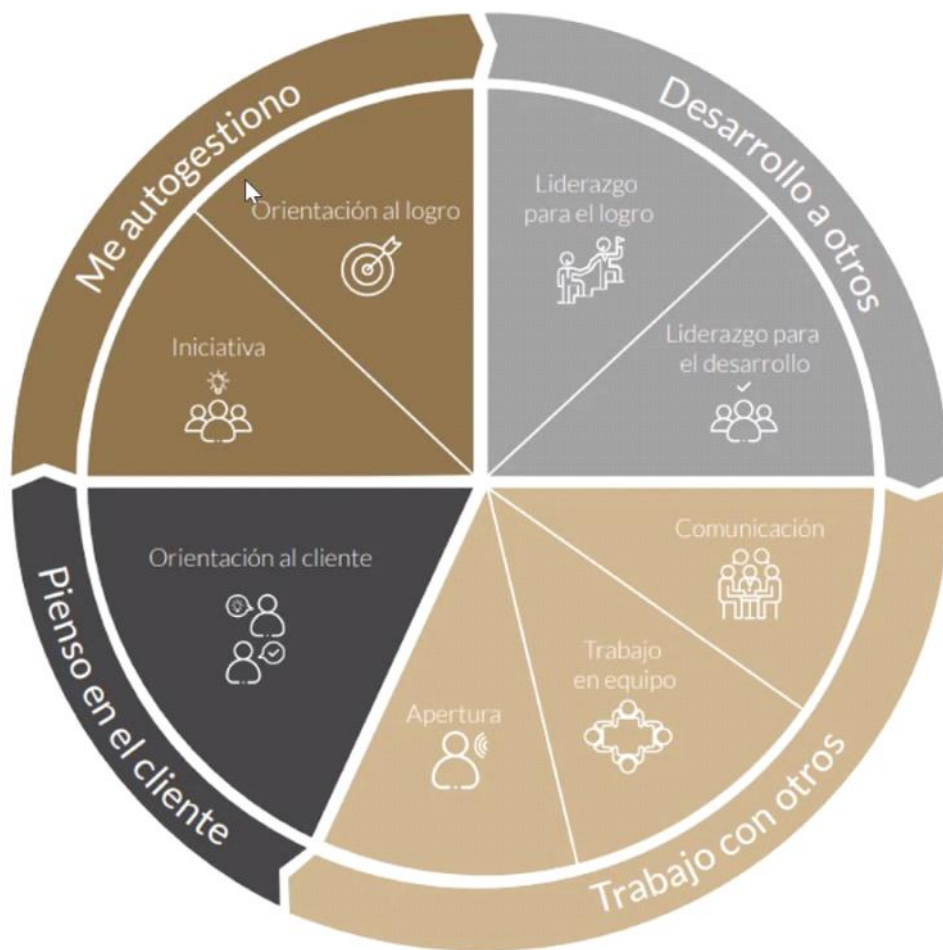 Me autogestiono
Orientación al logro
Iniciativa
Desarrollo a otros
Liderazgo
para el logro
Liderazgo para
el desarrollo
Trabajo con otros
Comunicación
Trabajo
en equipo
Apertura
Pienso en el cliente
Orientación al cliente